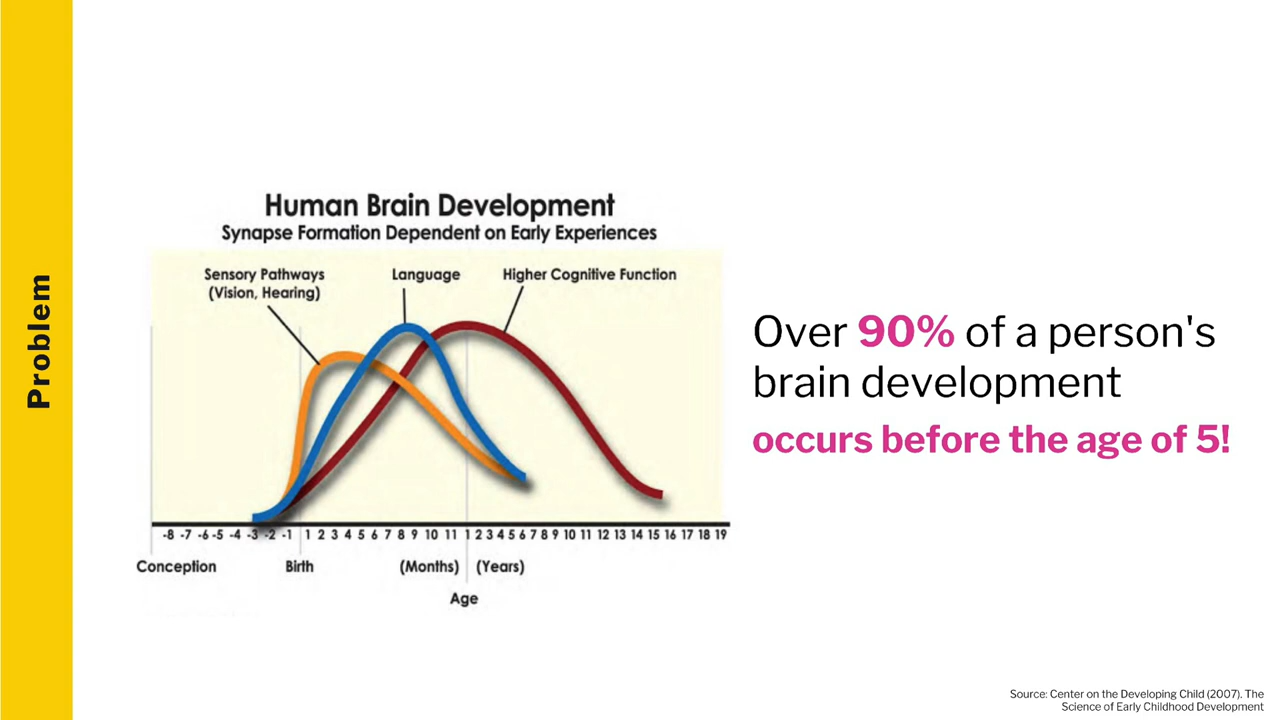 Problem
Human Brain Development
Synapse Formation Dependent on Early Experiences
Sensory Pathways
(Vision, Hearing)
Language
Higher Cognitive Function
-8 -7 -6 -5 -4 -3 -2 -1 1 2 3 4 5 6 7 8 9 10 11 1 2 3 4 5 6 7 8 9 10 11 12 13 14 15 16 17 18 19
Conception Birth (Months) (Years)
Age
Over 90% of a person's
brain development
occurs before the age of 5!
Source: Center on the Developing Child (2007). The
Science of Early Childhood Development